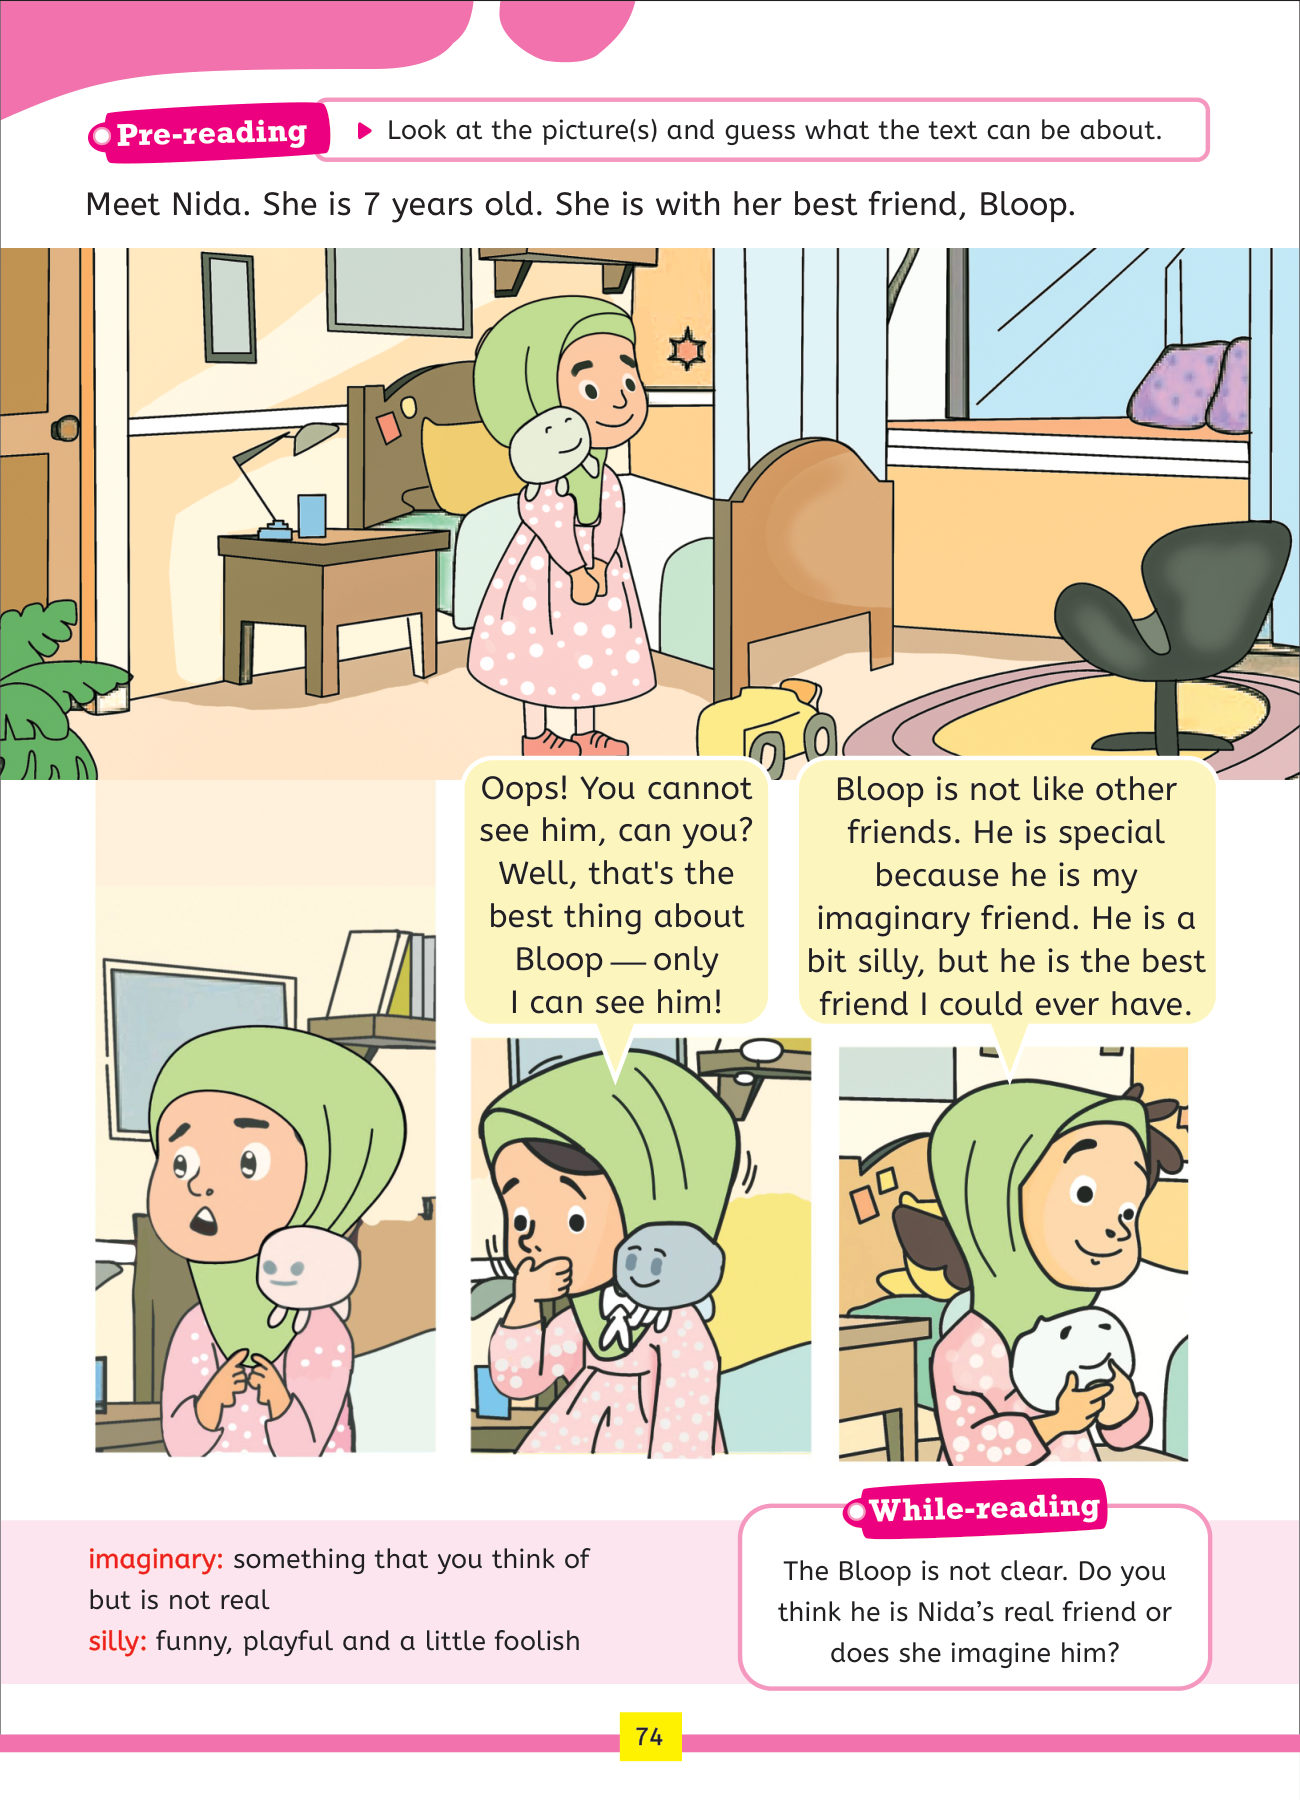 Pre-reading
Look at the picture(s) and guess what the text can be about.
Meet Nida. She is 7 years old. She is with her best friend, Bloop.
Oops! You cannot
see him, can you?
Well, that's the
best thing about
Bloop — only
I can see him!
Bloop is not like other
friends. He is special
because he is my
imaginary friend. He is a
bit silly, but he is the best
friend I could ever have.
imaginary: something that you think of
but is not real
silly: funny, playful and a little foolish
While-reading
The Bloop is not clear. Do you
think he is Nida’s real friend or
does she imagine him?
74